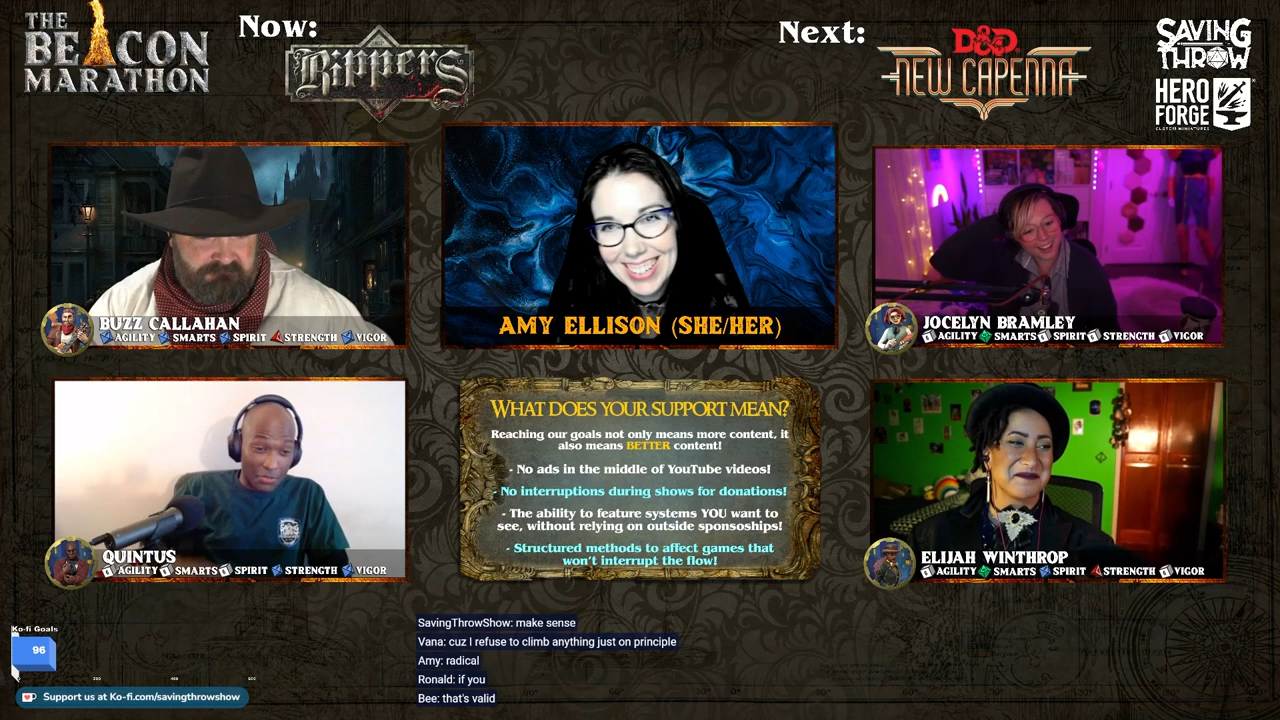 THE
BEACON
MARATHON
Now:
Rippers
Next:
D&D
NEW CAPENNA
SAVING
THROW
HERO
FORGE
CUSTOM MINIATURES
BUZZ CALLAHAN
AGILITY SMARTS SPIRIT STRENGTH VIGOR
AMY ELLISON (SHE/HER)
JOCELYN BRAMLEY
AGILITY SMARTS SPIRIT STRENGTH VIGOR
QUINTUS
AGILITY SMARTS SPIRIT STRENGTH VIGOR
WHAT DOES YOUR SUPPORT MEAN?
Reaching our goals not only means more content, it
also means BETTER content!
- No ads in the middle of YouTube videos!
- No interruptions during shows for donations!
- The ability to feature systems YOU want to
see, without relying on outside sponsoships!
- Structured methods to affect games that
won't interrupt the flow!
ELIJAH WINTHROP
AGILITY SMARTS SPIRIT STRENGTH VIGOR
SavingThrowShow: make sense
Vana: cuz I refuse to climb anything just on principle
Amy: radical
Ronald: if you
Bee: that's valid
Ko-fi Goals
96
Support us at Ko-fi.com/savingthrowshow